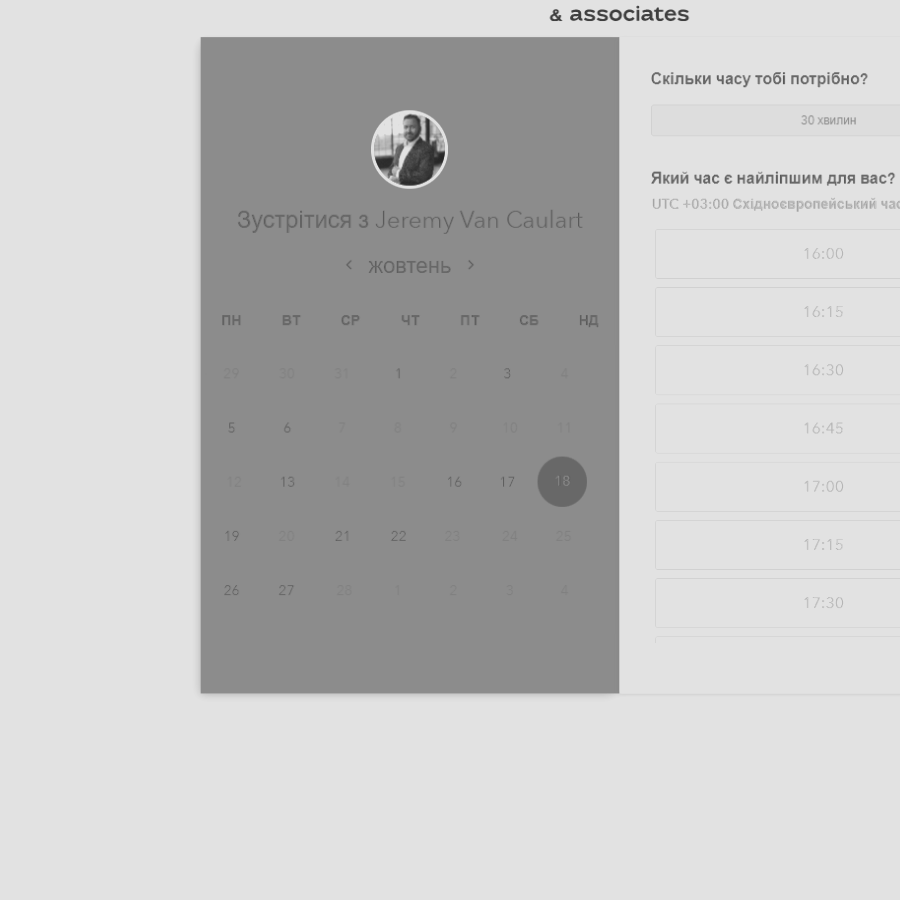 & associates
Зустрітися з Jeremy Van Caulart
жовтень
ПН ВТ СР ЧТ ПТ СБ НД
29 30 31 1 2 3 4
5 6 7 8 9 10 11
12 13 14 15 16 17 18
19 20 21 22 23 24 25
26 27 28 1 2 3 4
Скільки часу тобі потрібно?
30 хвилин
Який час є найліпшим для вас?
UTC +03:00 Східноєвропейський час
16:00
16:15
16:30
16:45
17:00
17:15
17:30